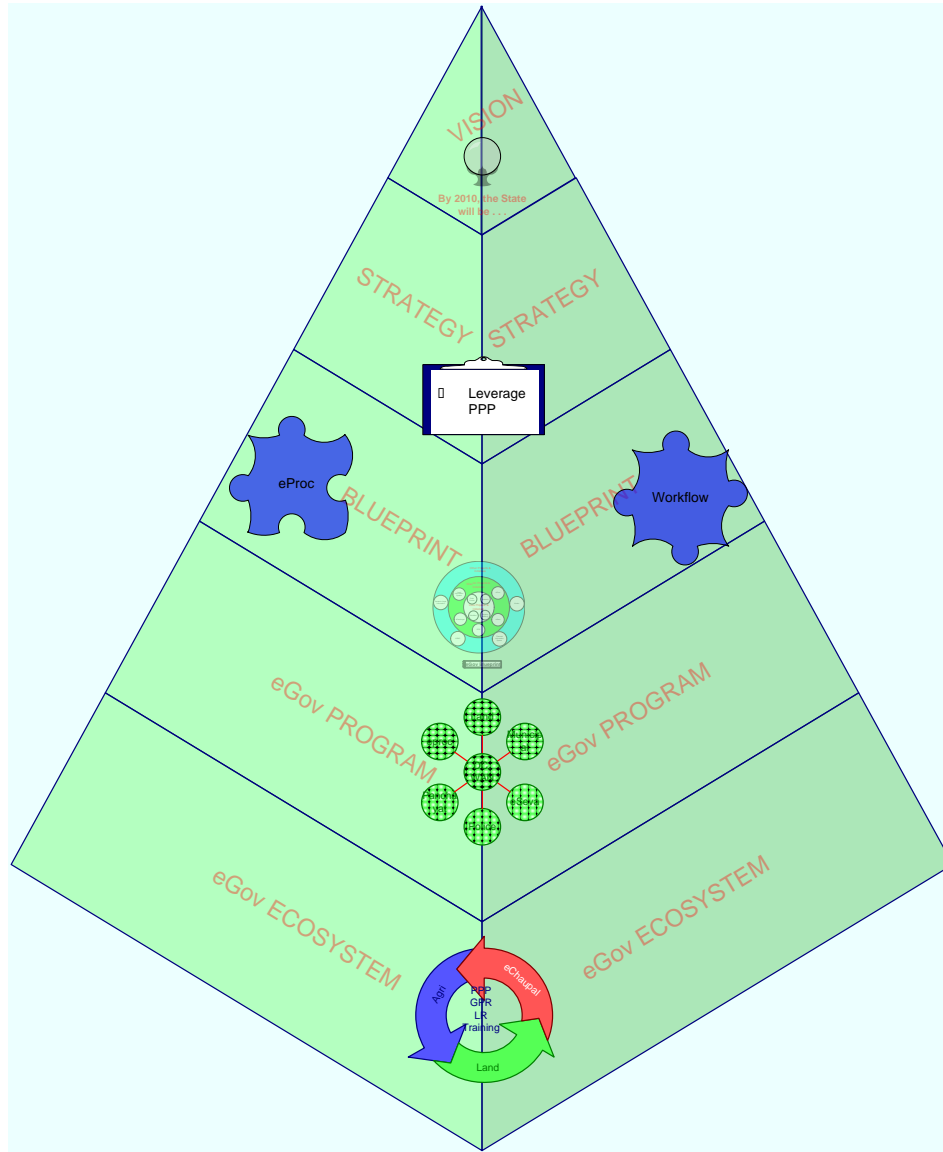 VISION
By 2010, the State
will be . . .
STRATEGY
STRATEGY
Leverage
PPP
eProc
Workflow
BLUEPRINT
BLUEPRINT
eGov PROGRAM
eGov PROGRAM
eSeva
Police
eGov ECOSYSTEM
eGov ECOSYSTEM
Agri
eChaupal
PPP
GPR
LR
Training
Land